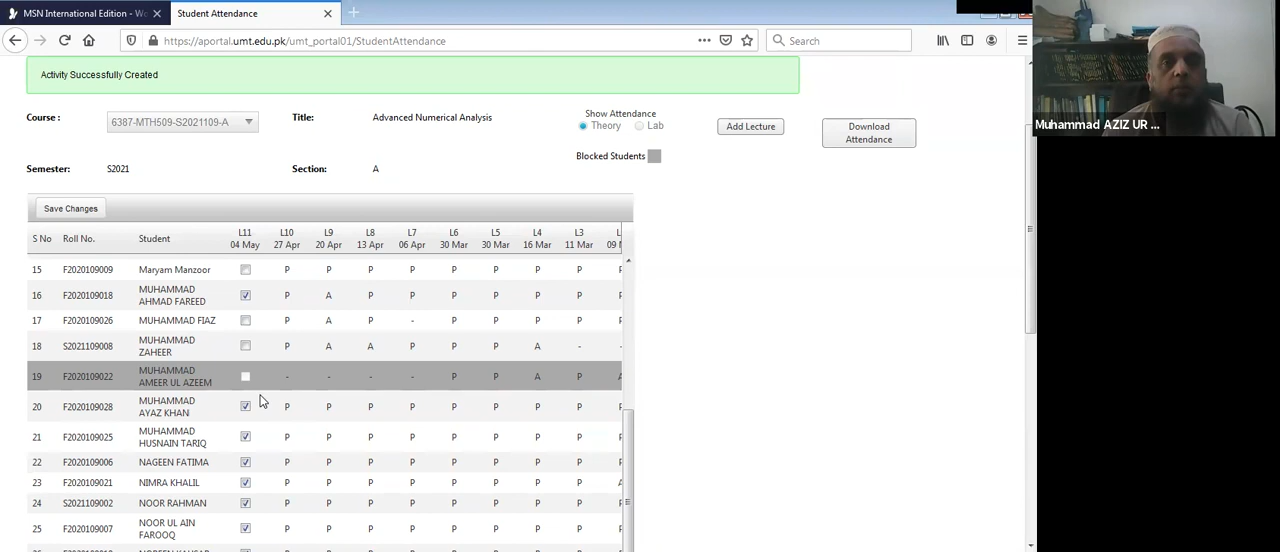 MSN International Edition - Wo
Student Attendance
https://aportal.umt.edu.pk/umt_portal01/StudentAttendance
Search
Activity Successfully Created
Course :
6387-MTH509-S2021109-A
Title:
Advanced Numerical Analysis
Show Attendance
Theory
Lab
Add Lecture
Download
Attendance
Blocked Students
Semester:
S2021
Section:
A
Save Changes
S No Roll No. Student L11 L10 L9 L8 L7 L6 L5 L4 L3
04 May 27 Apr 20 Apr 13 Apr 06 Apr 30 Mar 30 Mar 16 Mar 11 Mar
15 F2020109009 Maryam Manzoor P P P P P P P P
16 F2020109018 MUHAMMAD AHMAD FAREED P A P P P P P P
17 F2020109026 MUHAMMAD FIAZ P A P - P P P P
18 S2021109008 MUHAMMAD ZAHEER P A A P P P A - -
19 F2020109022 MUHAMMAD AMEER UL AZEEM - - - - P P A P
20 F2020109028 MUHAMMAD AYAZ KHAN P P P P P P P P
21 F2020109025 MUHAMMAD HUSNAIN TARIQ P P P P P P P P
22 F2020109006 NAGEEN FATIMA P P P P P P P P
23 F2020109021 NIMRA KHALIL P P P P P P P P
24 S2021109002 NOOR RAHMAN P P P P P P P P
25 F2020109007 NOOR UL AIN FAROOQ P P P P P P P P
Muhammad AZIZ UR ...